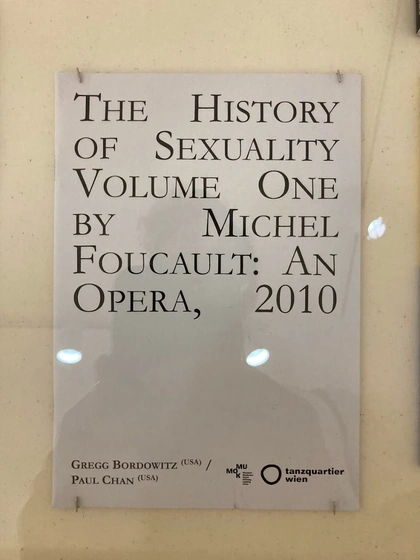 The History
of Sexuality
Volume One
by Michel
Foucault: An
Opera, 2010
Gregg Bordowitz (USA) /
Paul Chan (USA)
MUMOK
tanzquartier
wien